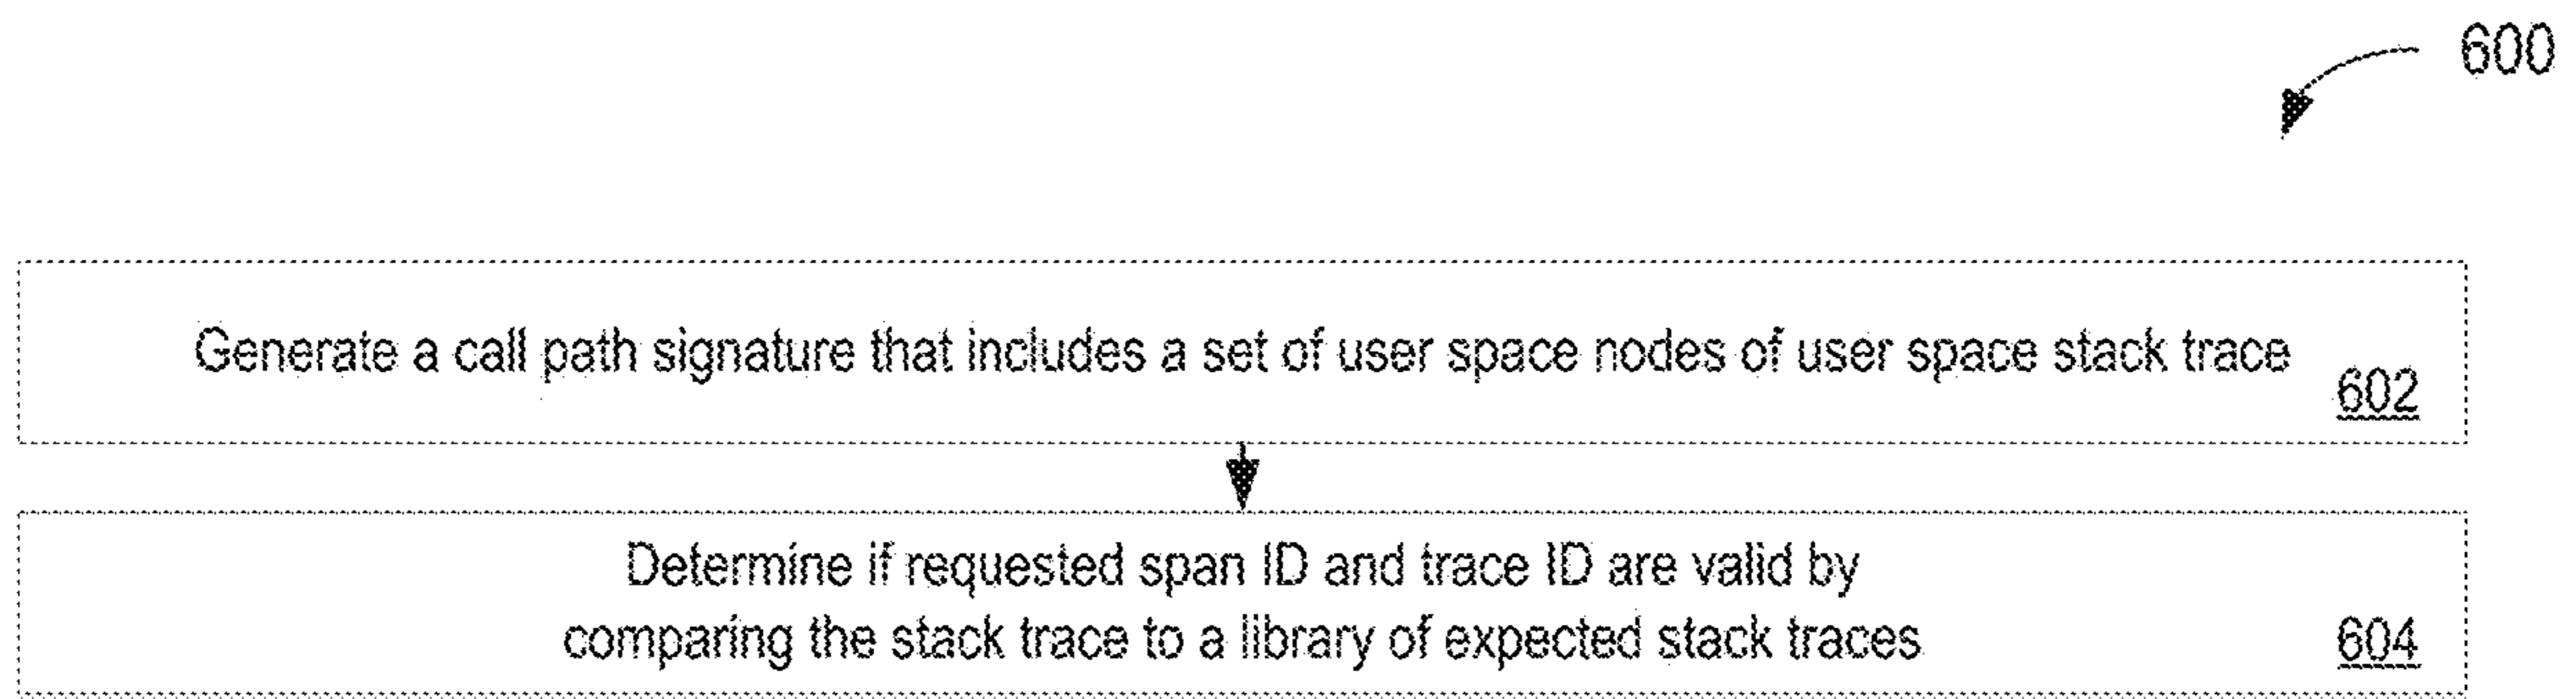 600
Generate a call path signature that includes a set of user space nodes of user space stack trace
602
Determine if requested span ID and trace ID are valid by
comparing the stack trace to a library of expected stack traces
604